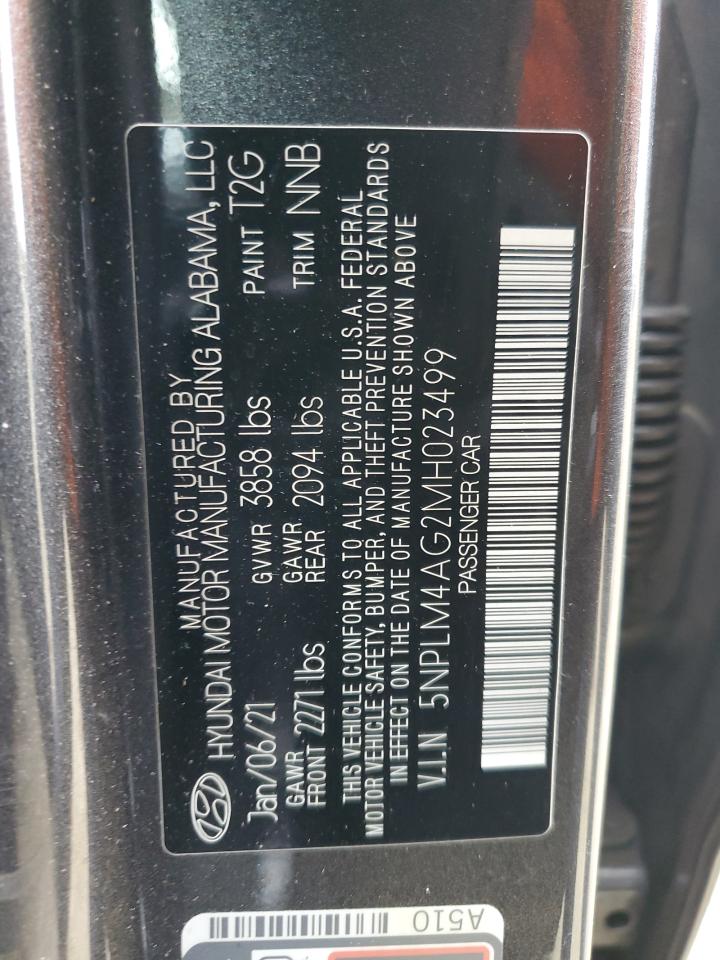 MANUFACTURED BY
HYUNDAI MOTOR MANUFACTURING ALABAMA, LLC
Jan/06/21 GVWR 3858 lbs PAINT T2G
GAWR FRONT 2271 lbs GAWR REAR 2094 lbs TRIM NNB
THIS VEHICLE CONFORMS TO ALL APPLICABLE U.S.A. FEDERAL
MOTOR VEHICLE SAFETY, BUMPER, AND THEFT PREVENTION STANDARDS
IN EFFECT ON THE DATE OF MANUFACTURE SHOWN ABOVE
V.I.N 5NPLM4AG2MH023499
PASSENGER CAR
A510